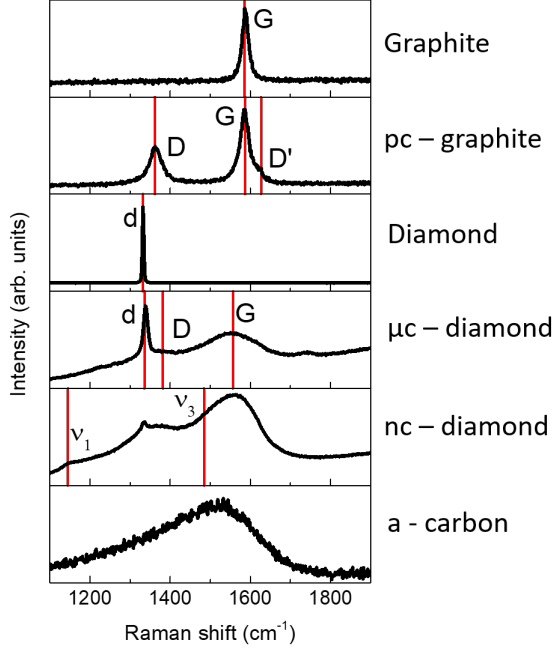 G
Graphite
G
D
D'
pc – graphite
d
Diamond
d
D
G
μc – diamond
ν1
ν3
nc – diamond
a - carbon
Intensity (arb. units)
1200 1400 1600 1800
Raman shift (cm-1)